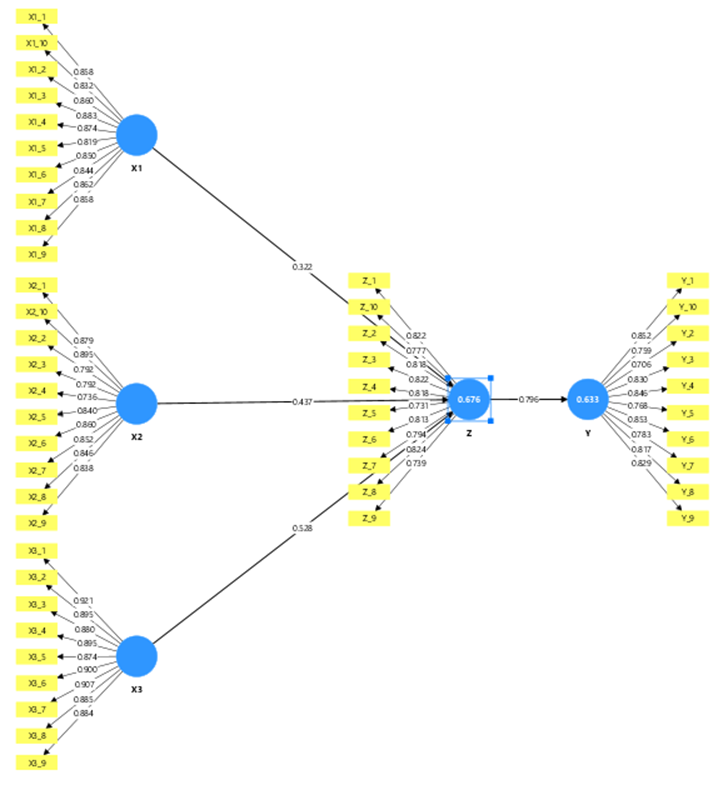 X1_1
X1_10
X1_2
X1_3
X1_4
X1_5
X1_6
X1_7
X1_8
X1_9
0.858
0.832
0.860
0.883
0.874
0.819
0.850
0.844
0.862
0.858
X1
0.322
X2_1
X2_10
X2_2
X2_3
X2_4
X2_5
X2_6
X2_7
X2_8
X2_9
0.879
0.895
0.792
0.792
0.736
0.840
0.860
0.852
0.846
0.838
X2
0.437
X3_1
X3_2
X3_3
X3_4
X3_5
X3_6
X3_7
X3_8
X3_9
0.921
0.895
0.880
0.895
0.874
0.900
0.907
0.885
0.884
X3
0.528
Z_1
Z_10
Z_2
Z_3
Z_4
Z_5
Z_6
Z_7
Z_8
Z_9
0.822
0.777
0.818
0.822
0.818
0.731
0.813
0.794
0.824
0.739
0.676
Z
0.796
0.633
Y
0.852
0.759
0.706
0.830
0.846
0.768
0.853
0.783
0.817
0.829
Y_1
Y_10
Y_2
Y_3
Y_4
Y_5
Y_6
Y_7
Y_8
Y_9